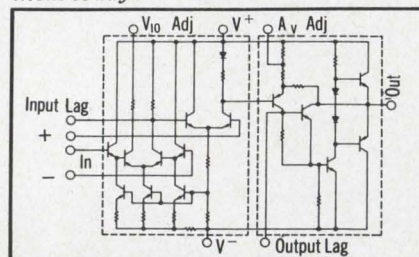 V10 Adj V+ AV Adj
Input Lag
+
In
−
Out
V− Output Lag